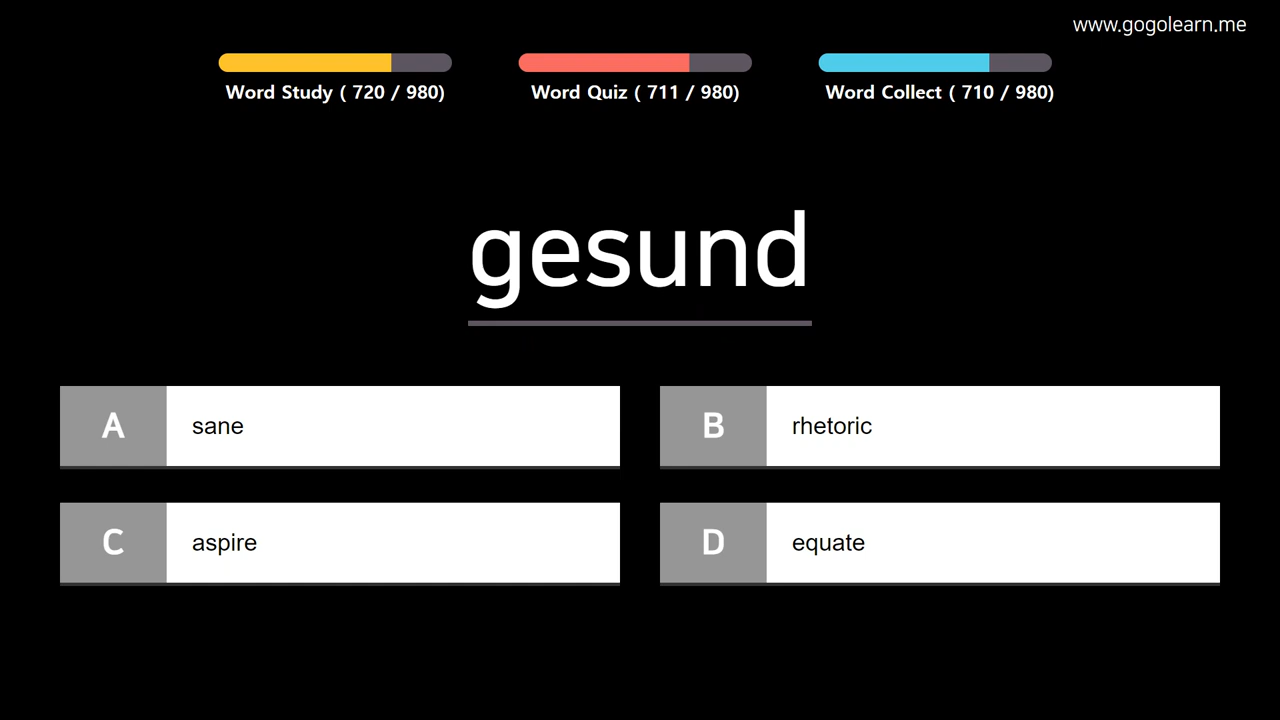 www.gogolearn.me
Word Study ( 720 / 980)
Word Quiz ( 711 / 980)
Word Collect ( 710 / 980)
gesund
A sane
B rhetoric
C aspire
D equate